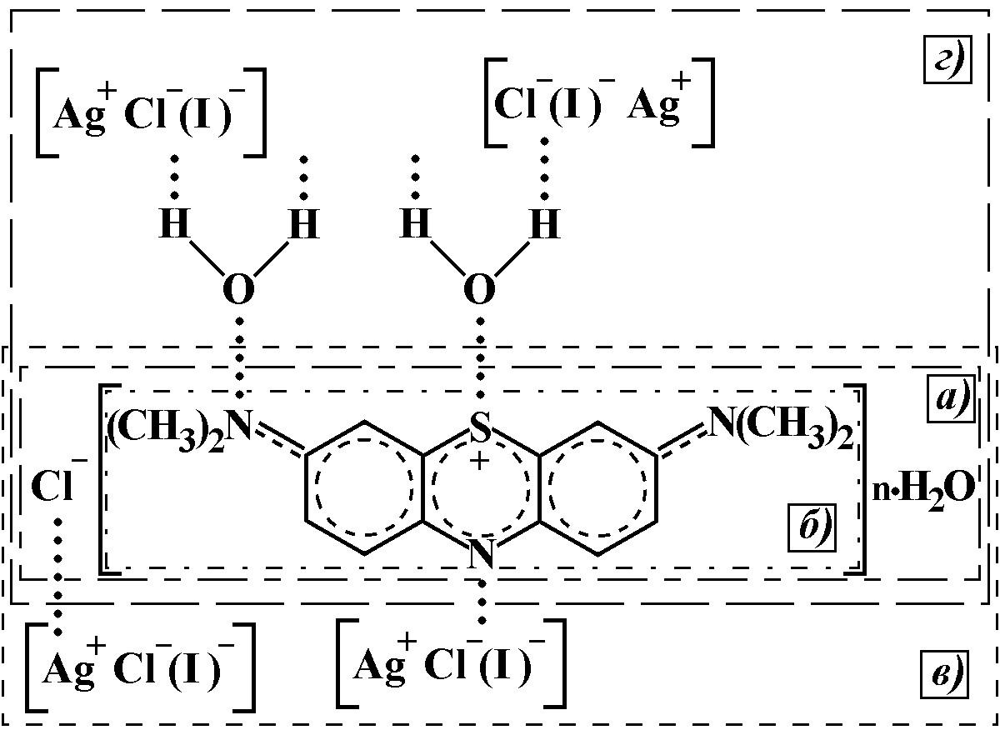 г)
[Ag⁺ Cl⁻(I)⁻] [Cl⁻(I)⁻ Ag⁺]
H H H H
O O
а)
(CH₃)₂N S N(CH₃)₂
+
Cl⁻ n·H₂O
б)
N
[Ag⁺ Cl⁻(I)⁻] [Ag⁺ Cl⁻(I)⁻]
в)